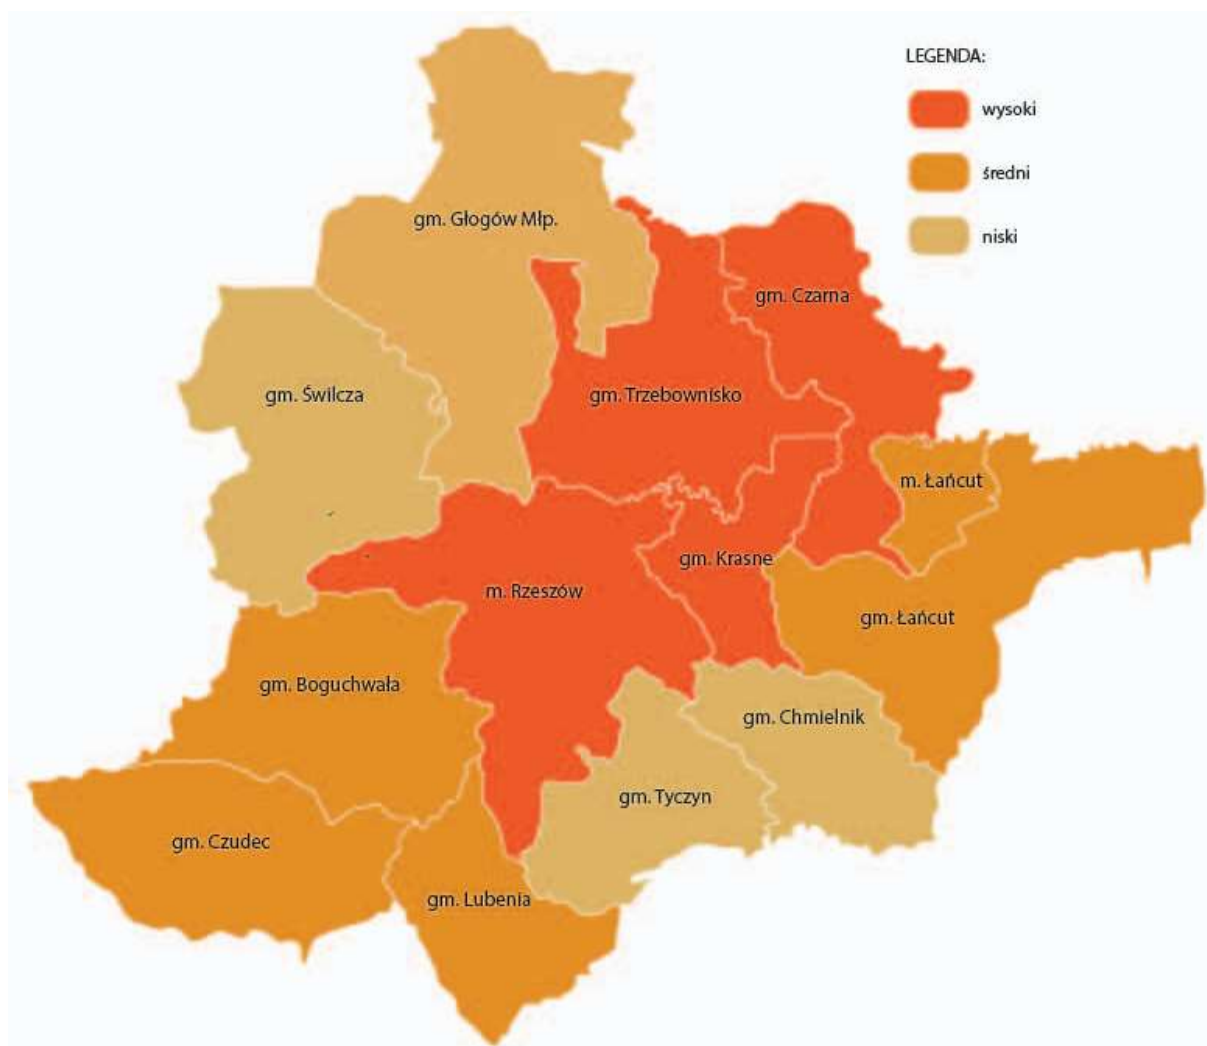 LEGENDA:
wysoki
średni
niski
gm. Głogów Młp.
gm. Czarna
gm. Świlcza
gm. Trzebownisko
m. Łańcut
gm. Krasne
m. Rzeszów
gm. Łańcut
gm. Boguchwała
gm. Chmielnik
gm. Tyczyn
gm. Czudec
gm. Lubenia